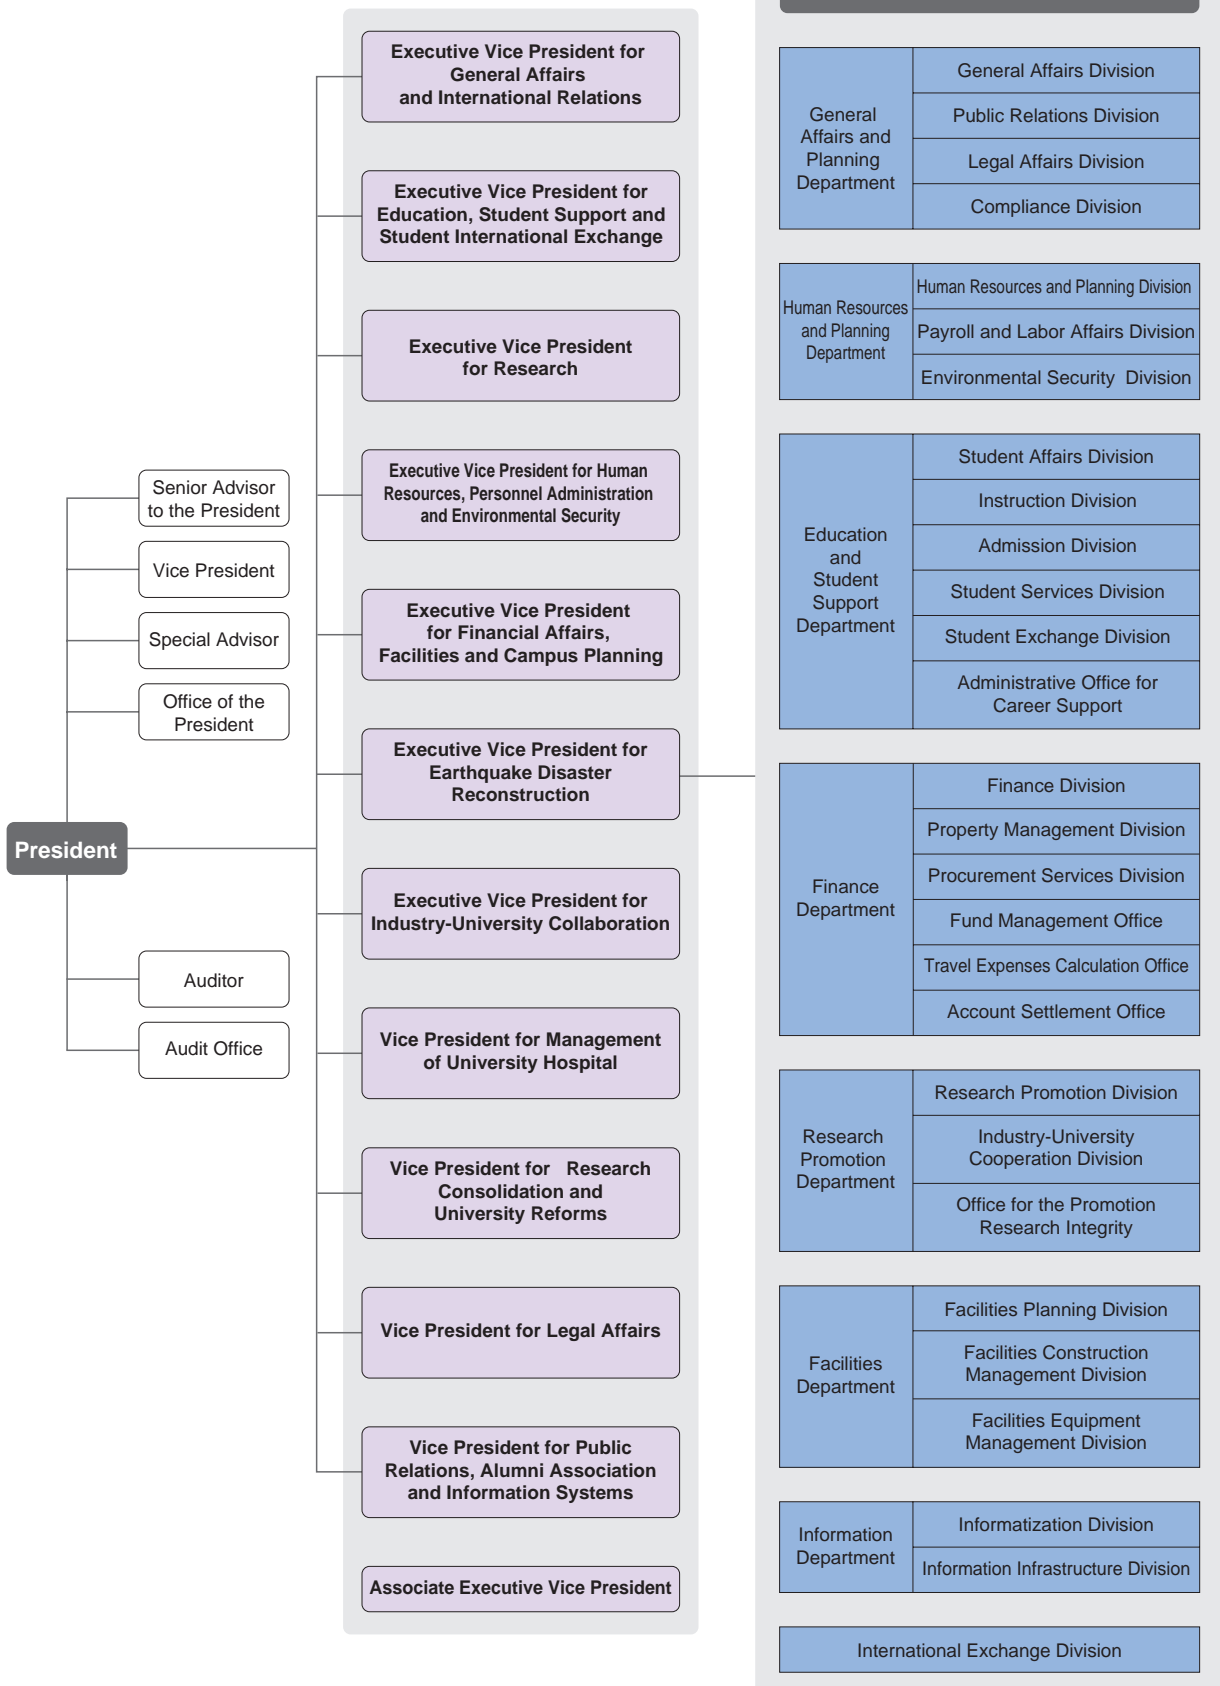 President
Senior Advisor
to the President
Vice President
Special Advisor
Office of the
President
Auditor
Audit Office
Executive Vice President for
General Affairs
and International Relations
Executive Vice President for
Education, Student Support and
Student International Exchange
Executive Vice President
for Research
Executive Vice President for Human
Resources, Personnel Administration
and Environmental Security
Executive Vice President
for Financial Affairs,
Facilities and Campus Planning
Executive Vice President for
Earthquake Disaster
Reconstruction
Executive Vice President for
Industry-University Collaboration
Vice President for Management
of University Hospital
Vice President for Research
Consolidation and
University Reforms
Vice President for Legal Affairs
Vice President for Public
Relations, Alumni Association
and Information Systems
Associate Executive Vice President
General
Affairs and
Planning
Department
General Affairs Division
Public Relations Division
Legal Affairs Division
Compliance Division
Human Resources
and Planning
Department
Human Resources and Planning Division
Payroll and Labor Affairs Division
Environmental Security Division
Education
and
Student
Support
Department
Student Affairs Division
Instruction Division
Admission Division
Student Services Division
Student Exchange Division
Administrative Office for
Career Support
Finance
Department
Finance Division
Property Management Division
Procurement Services Division
Fund Management Office
Travel Expenses Calculation Office
Account Settlement Office
Research
Promotion
Department
Research Promotion Division
Industry-University
Cooperation Division
Office for the Promotion
Research Integrity
Facilities
Department
Facilities Planning Division
Facilities Construction
Management Division
Facilities Equipment
Management Division
Information
Department
Informatization Division
Information Infrastructure Division
International Exchange Division